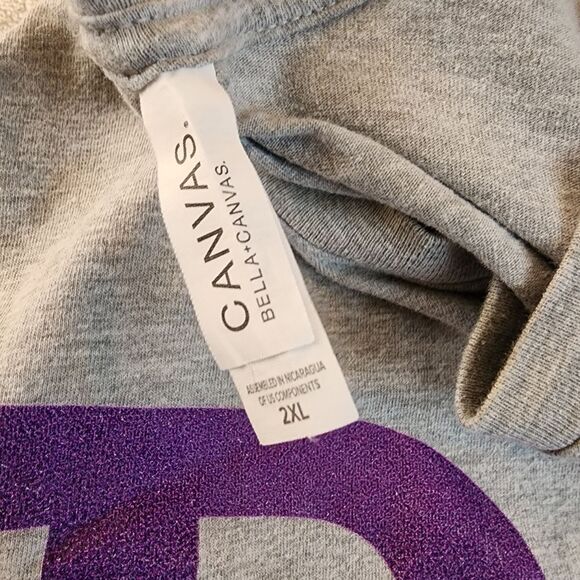 CANVAS.
BELLA+CANVAS.
ASSEMBLED IN NICARAGUA
OF US COMPONENTS
2XL